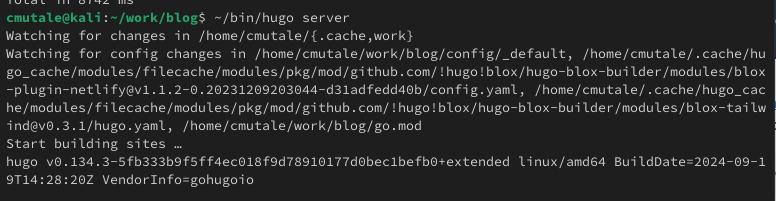 Total in 8742 ms
cmutale@kali:~/work/blog$ ~/bin/hugo server
Watching for changes in /home/cmutale/{.cache,work}
Watching for config changes in /home/cmutale/work/blog/config/_default, /home/cmutale/.cache/hu
go_cache/modules/filecache/modules/pkg/mod/github.com/!hugo!blox/hugo-blox-builder/modules/blox
-plugin-netlify@v1.1.2-0.20231209203044-d31adfedd40b/config.yaml, /home/cmutale/.cache/hugo_cac
he/modules/filecache/modules/pkg/mod/github.com/!hugo!blox/hugo-blox-builder/modules/blox-tailw
ind@v0.3.1/hugo.yaml, /home/cmutale/work/blog/go.mod
Start building sites …
hugo v0.134.3-5fb333b9f5ff4ec018f9d78910177d0bec1befb0+extended linux/amd64 BuildDate=2024-09-1
9T14:28:20Z VendorInfo=gohugoio